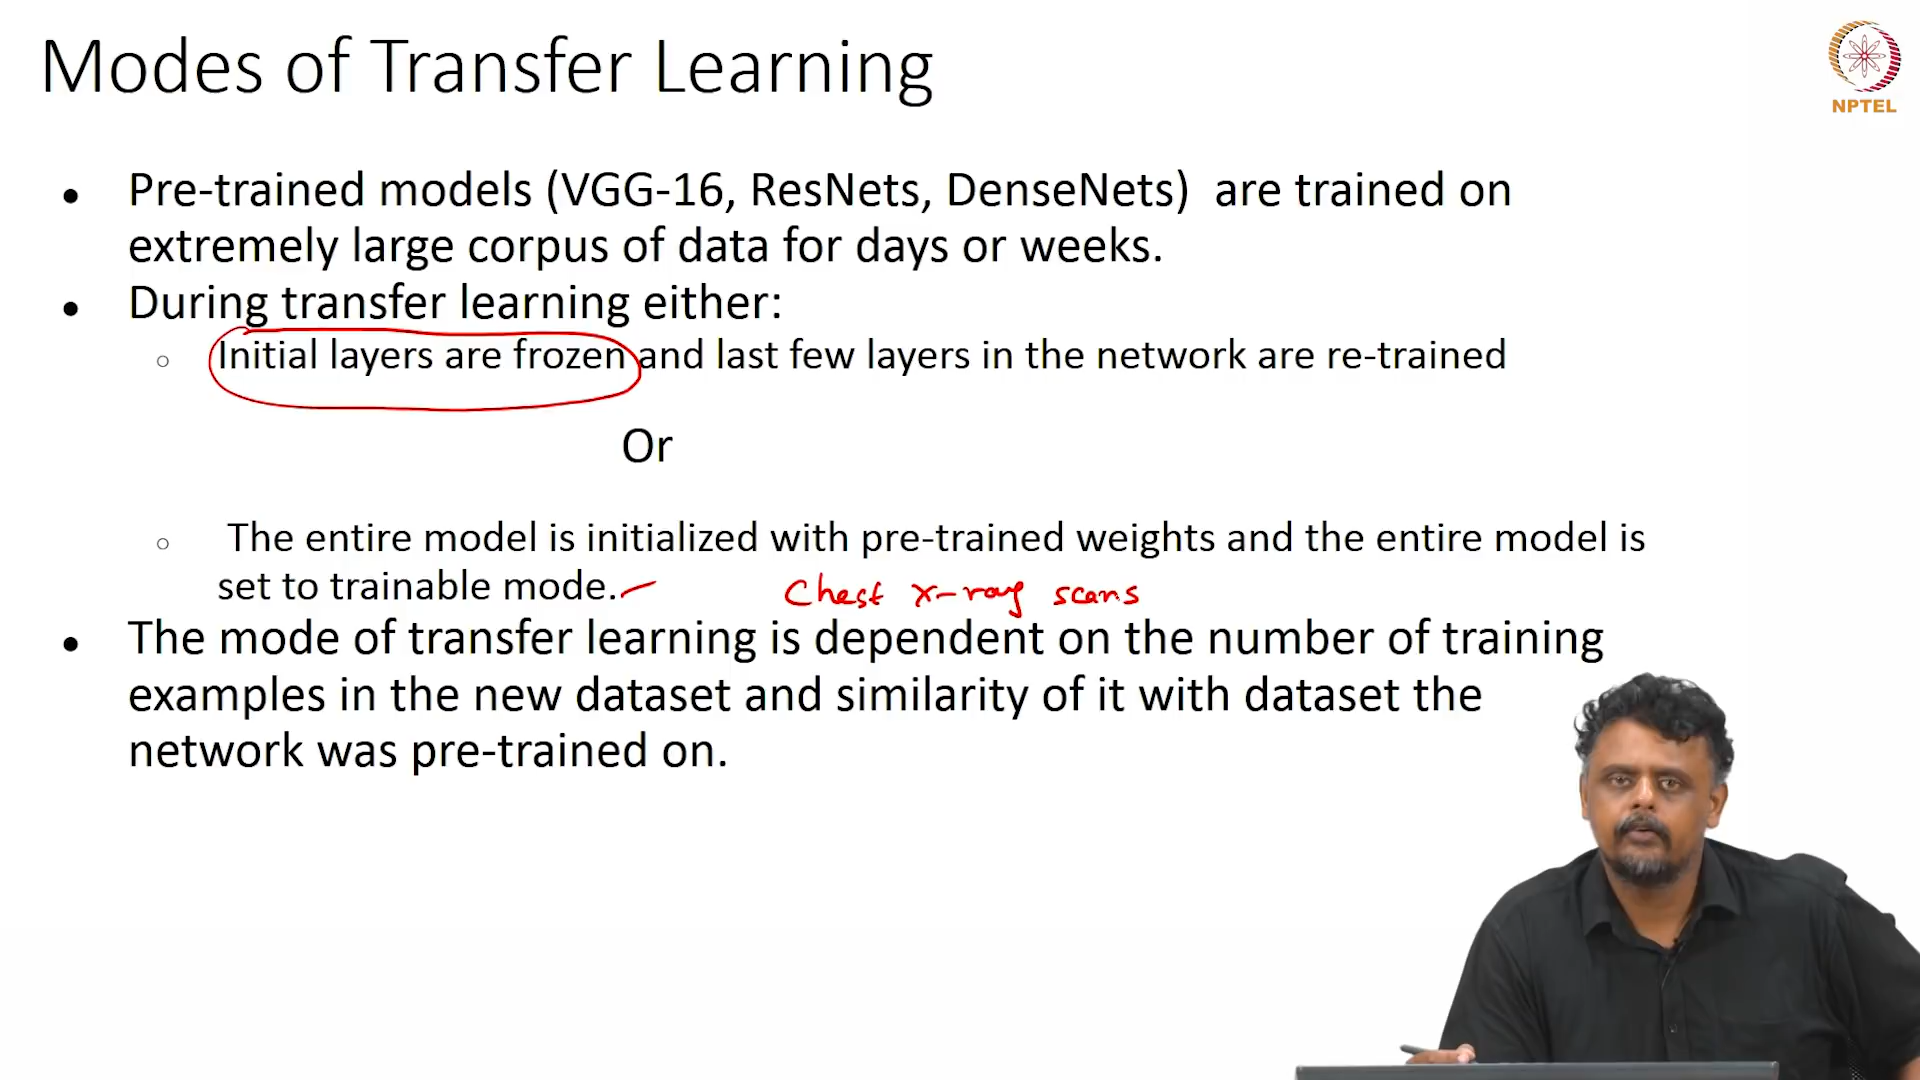 Modes of Transfer Learning
NPTEL
• Pre-trained models (VGG-16, ResNets, DenseNets) are trained on
extremely large corpus of data for days or weeks.
• During transfer learning either:
○ Initial layers are frozen and last few layers in the network are re-trained
Or
○ The entire model is initialized with pre-trained weights and the entire model is
set to trainable mode.
Chest x-ray scans
• The mode of transfer learning is dependent on the number of training
examples in the new dataset and similarity of it with dataset the
network was pre-trained on.